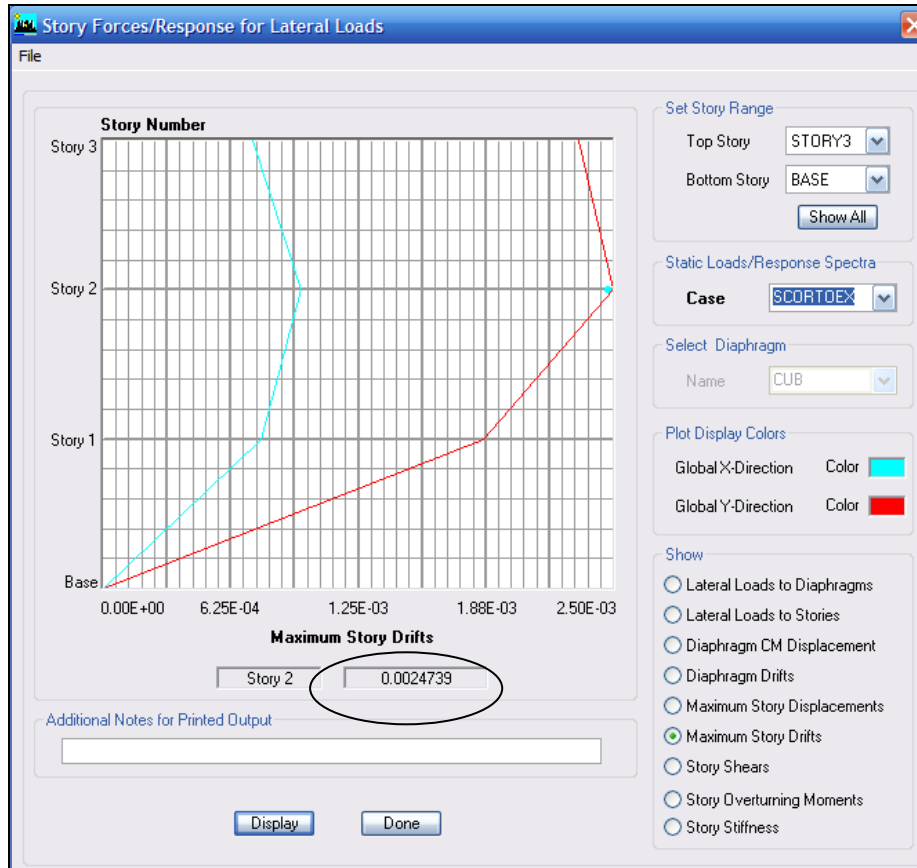 Story Forces/Response for Lateral Loads
File
Story Number
Story 3
Story 2
Story 1
Base
0.00E+00 6.25E-04 1.25E-03 1.88E-03 2.50E-03
Maximum Story Drifts
Story 2 0.0024739
Additional Notes for Printed Output
Display Done
Set Story Range
Top Story STORY3
Bottom Story BASE
Show All
Static Loads/Response Spectra
Case SCORTOEX
Select Diaphragm
Name CUB
Plot Display Colors
Global X-Direction Color
Global Y-Direction Color
Show
Lateral Loads to Diaphragms
Lateral Loads to Stories
Diaphragm CM Displacement
Diaphragm Drifts
Maximum Story Displacements
Maximum Story Drifts
Story Shears
Story Overturning Moments
Story Stiffness